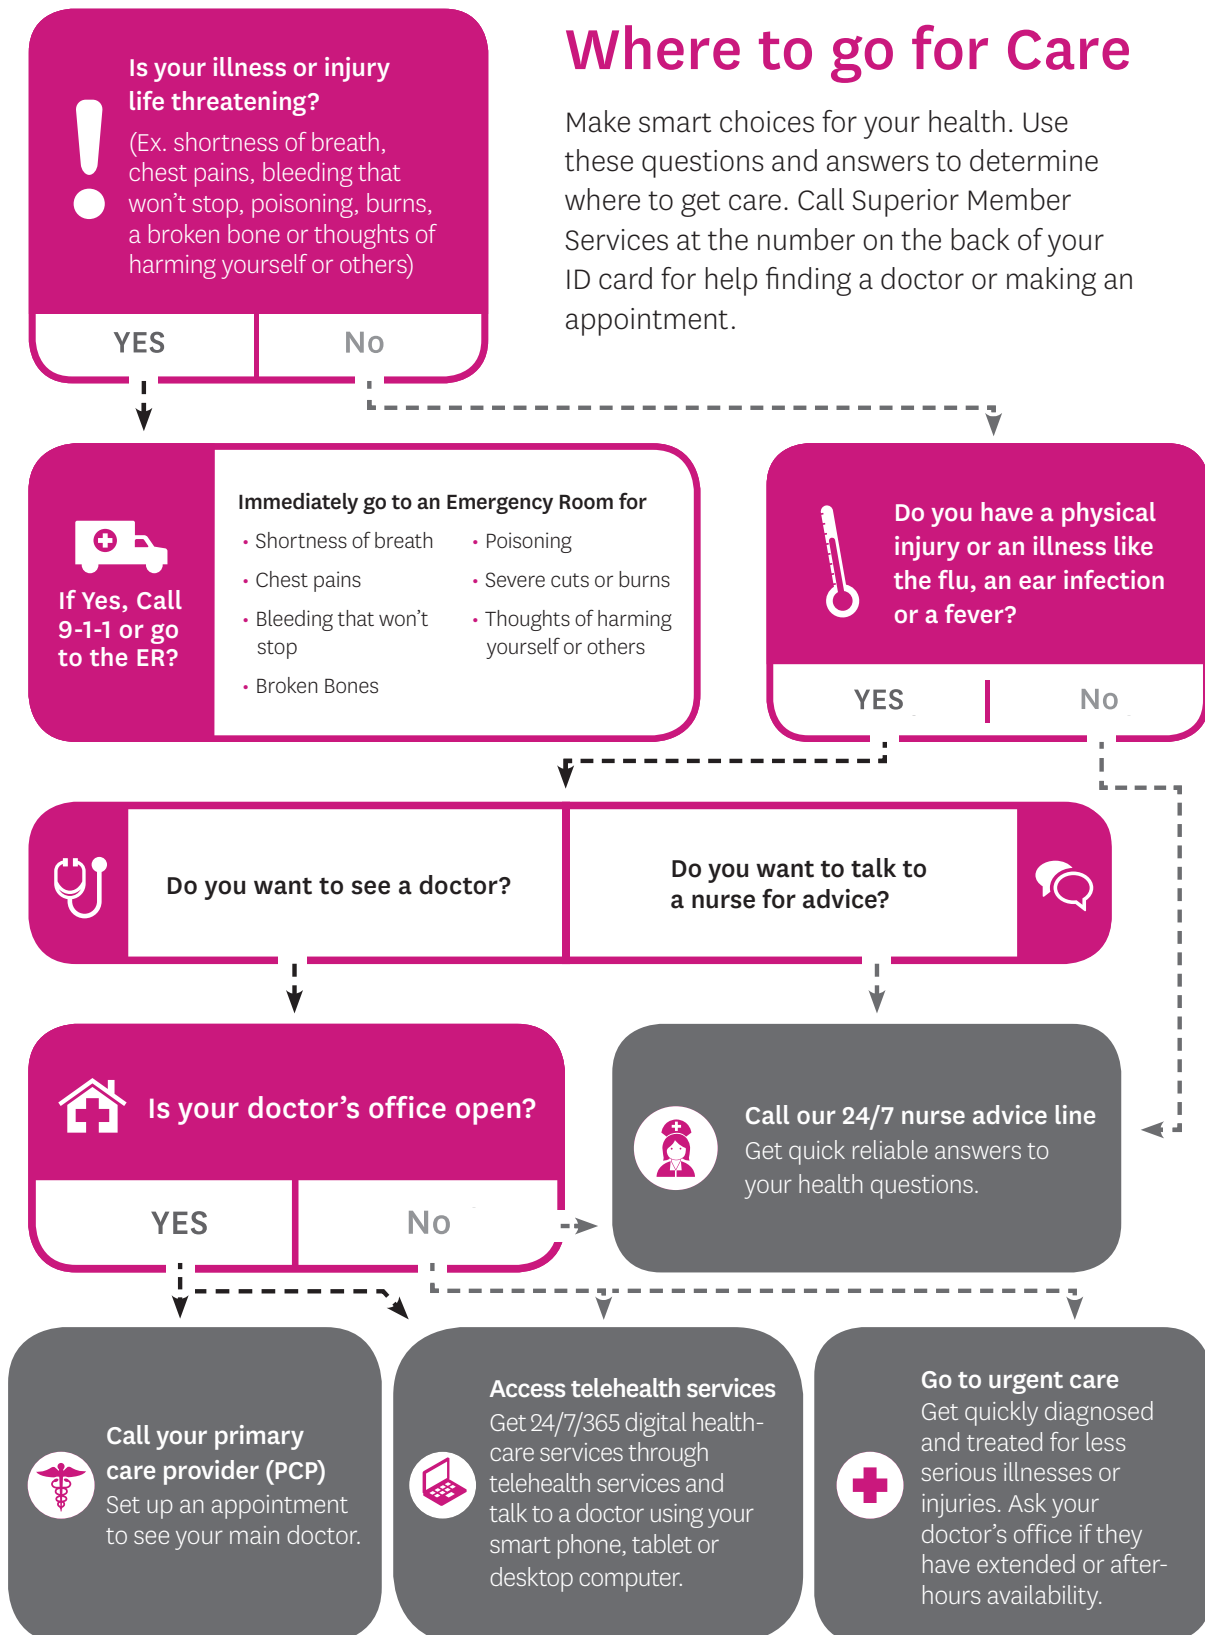 Where to go for Care
Make smart choices for your health. Use
these questions and answers to determine
where to get care. Call Superior Member
Services at the number on the back of your
ID card for help finding a doctor or making an
appointment.
Is your illness or injury
life threatening?
(Ex. shortness of breath,
chest pains, bleeding that
won't stop, poisoning, burns,
a broken bone or thoughts of
harming yourself or others)
YES
No
If Yes, Call
9-1-1 or go
to the ER?
Immediately go to an Emergency Room for
• Shortness of breath
• Chest pains
• Bleeding that won't
stop
• Broken Bones
• Poisoning
• Severe cuts or burns
• Thoughts of harming
yourself or others
Do you have a physical
injury or an illness like
the flu, an ear infection
or a fever?
YES
No
Do you want to see a doctor?
Do you want to talk to
a nurse for advice?
Is your doctor's office open?
YES
No
Call our 24/7 nurse advice line
Get quick reliable answers to
your health questions.
Call your primary
care provider (PCP)
Set up an appointment
to see your main doctor.
Access telehealth services
Get 24/7/365 digital health-
care services through
telehealth services and
talk to a doctor using your
smart phone, tablet or
desktop computer.
Go to urgent care
Get quickly diagnosed
and treated for less
serious illnesses or
injuries. Ask your
doctor's office if they
have extended or after-
hours availability.